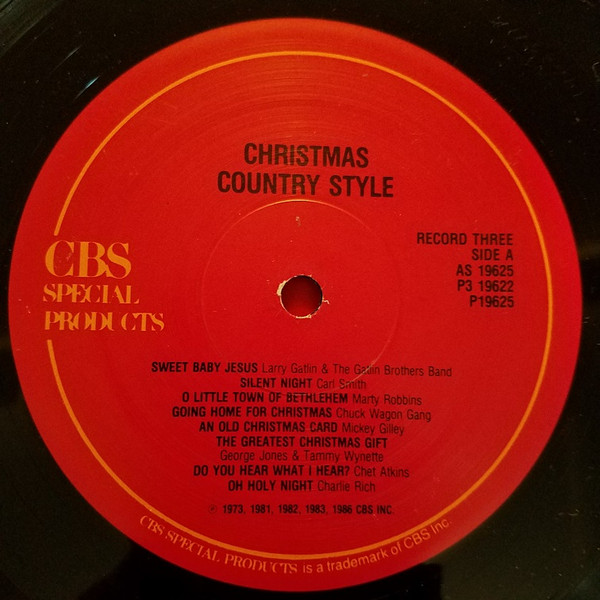 CHRISTMAS
COUNTRY STYLE
CBS
SPECIAL
PRODUCTS
RECORD THREE
SIDE A
AS 19625
P3 19622
P19625
SWEET BABY JESUS Larry Gatlin & The Gatlin Brothers Band
SILENT NIGHT Carl Smith
O LITTLE TOWN OF BETHLEHEM Marty Robbins
GOING HOME FOR CHRISTMAS Chuck Wagon Gang
AN OLD CHRISTMAS CARD Mickey Gilley
THE GREATEST CHRISTMAS GIFT
George Jones & Tammy Wynette
DO YOU HEAR WHAT I HEAR? Chet Atkins
OH HOLY NIGHT Charlie Rich
℗ 1973, 1981, 1982, 1983, 1986 CBS INC.
CBS SPECIAL PRODUCTS is a trademark of CBS Inc.